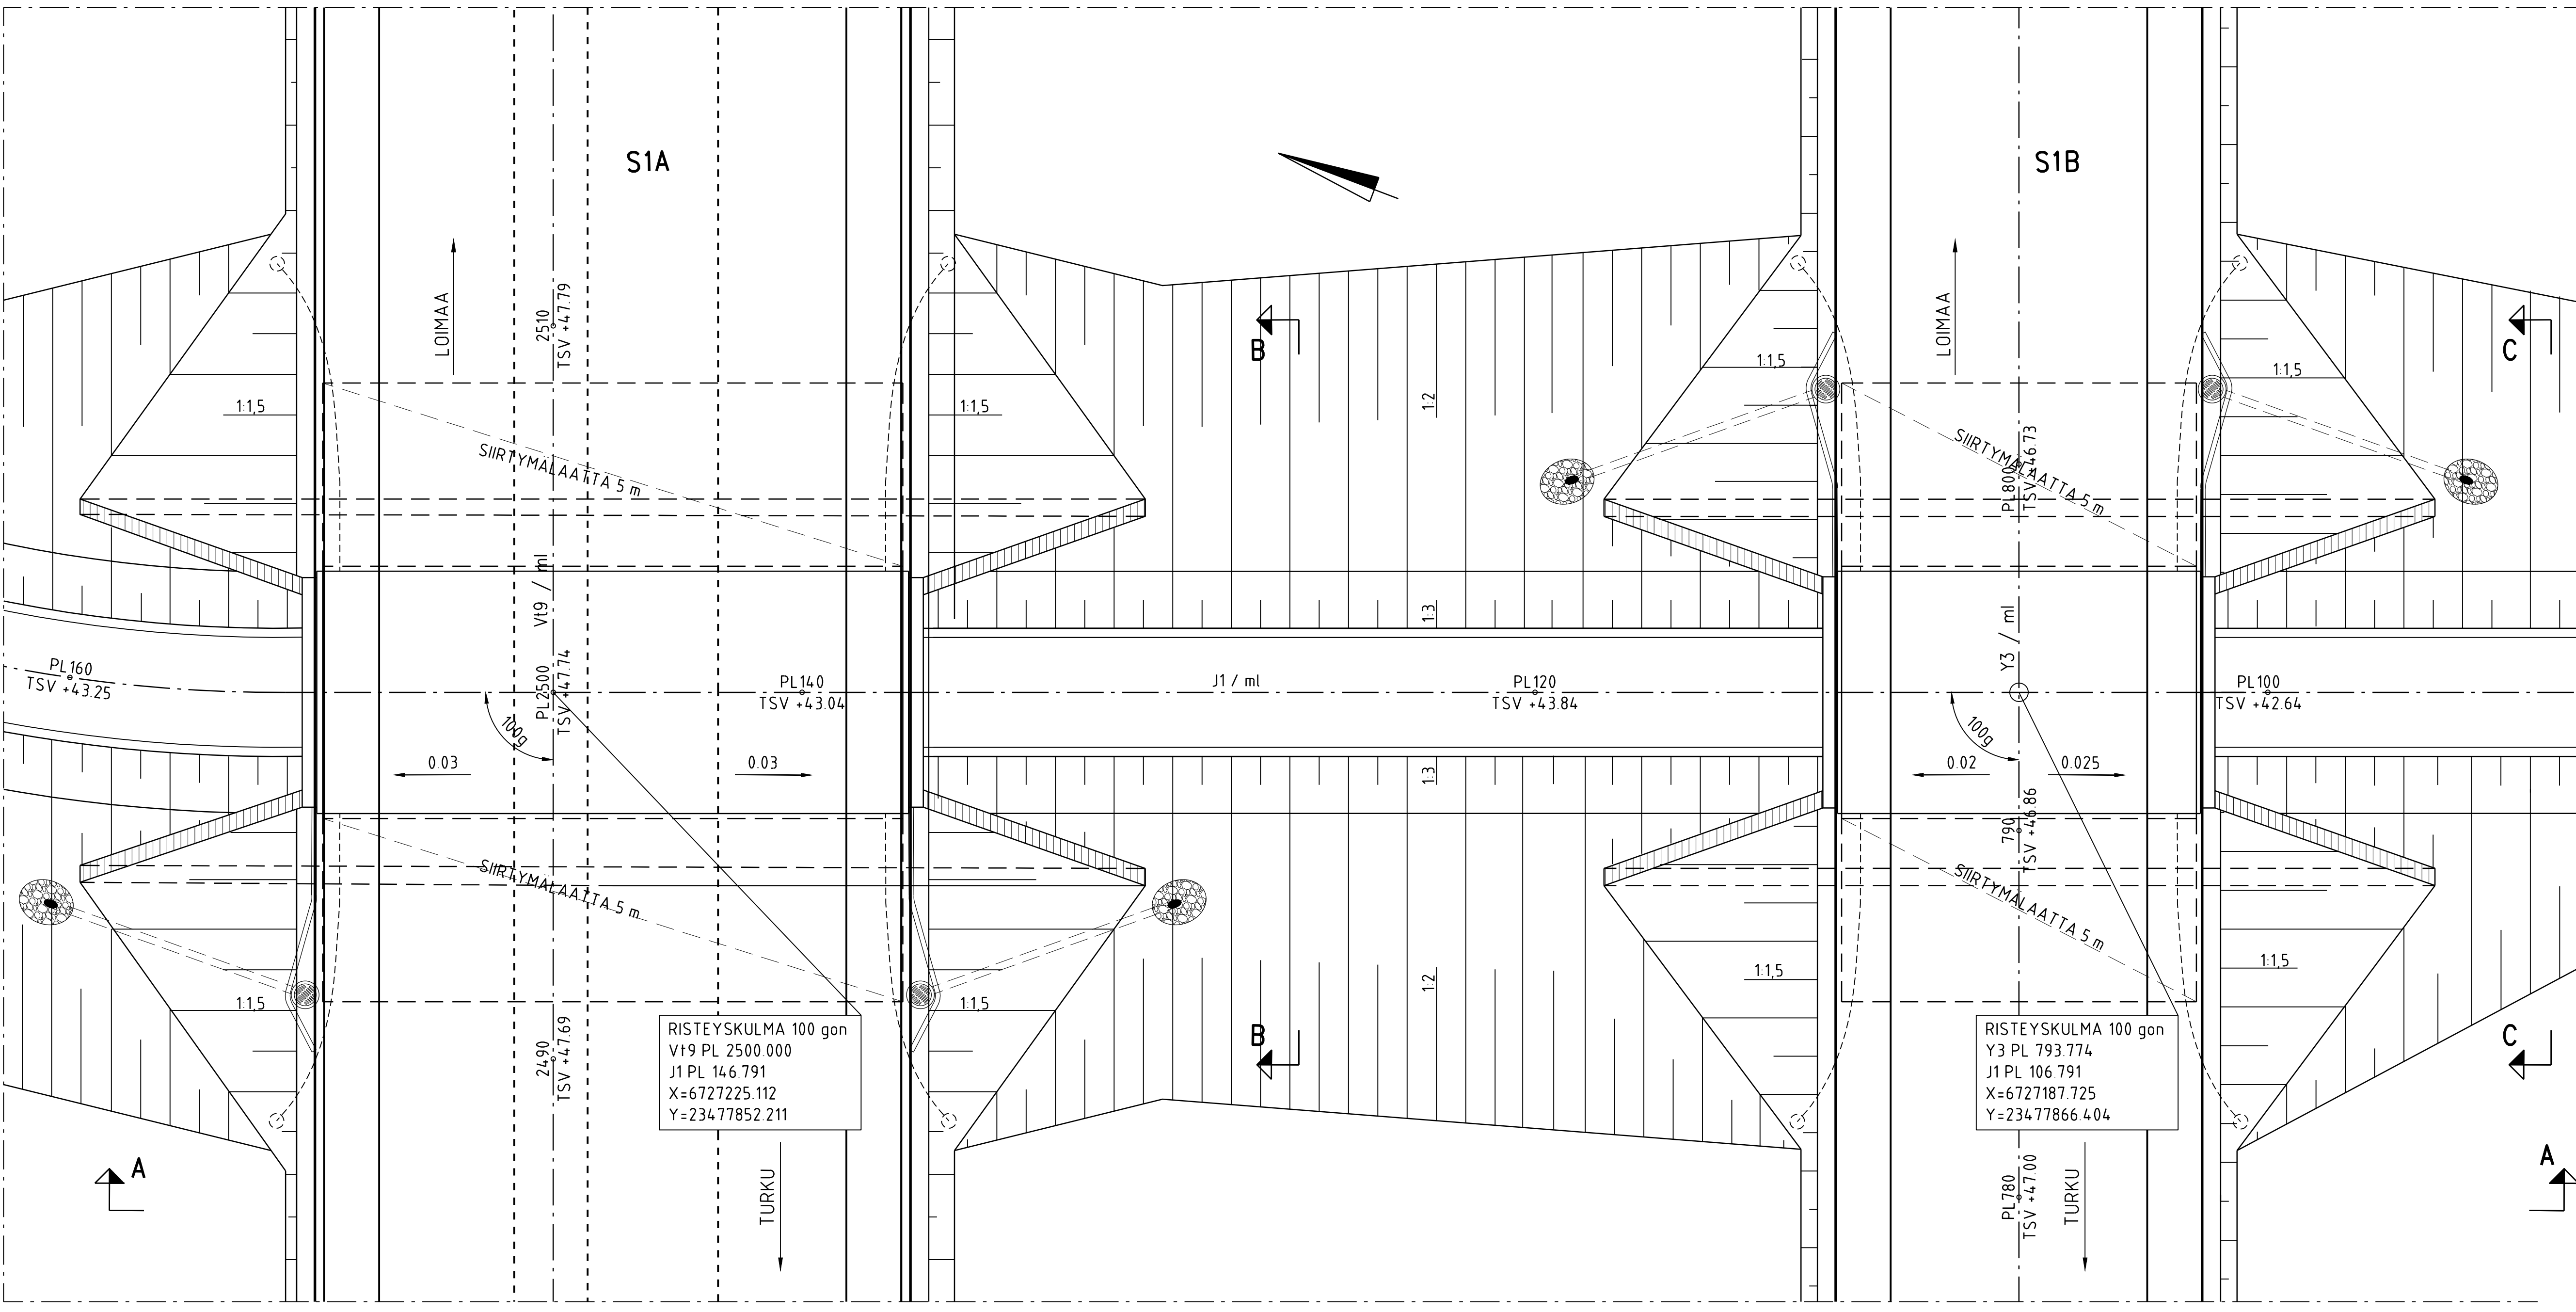 S1A
S1B
LOIMAA
2510
TSV +47.79
LOIMAA
B
C
1:1,5
1:1,5
1:1,5
1:1,5
1:2
SIIRTYMÄLAATTA 5 m
SIIRTYMÄLAATTA 5 m
PL800
TSV +46.73
Vt9 / ml
1:3
Y3 / ml
PL160
TSV +43.25
PL2500
TSV +47.74
PL140
TSV +43.04
J1 / ml
PL120
TSV +43.84
PL100
TSV +42.64
100g
100g
0.03
0.03
1:3
0.02
0.025
790
TSV +46.86
SIIRTYMÄLAATTA 5 m
SIIRTYMÄLAATTA 5 m
1:1,5
1:1,5
1:2
1:1,5
1:1,5
2490
TSV +47.69
RISTEYSKULMA 100 gon
Vt9 PL 2500.000
J1 PL 146.791
X=6727225.112
Y=23477852.211
B
RISTEYSKULMA 100 gon
Y3 PL 793.774
J1 PL 106.791
X=6727187.725
Y=23477866.404
C
A
TURKU
PL780
TSV +47.00
TURKU
A